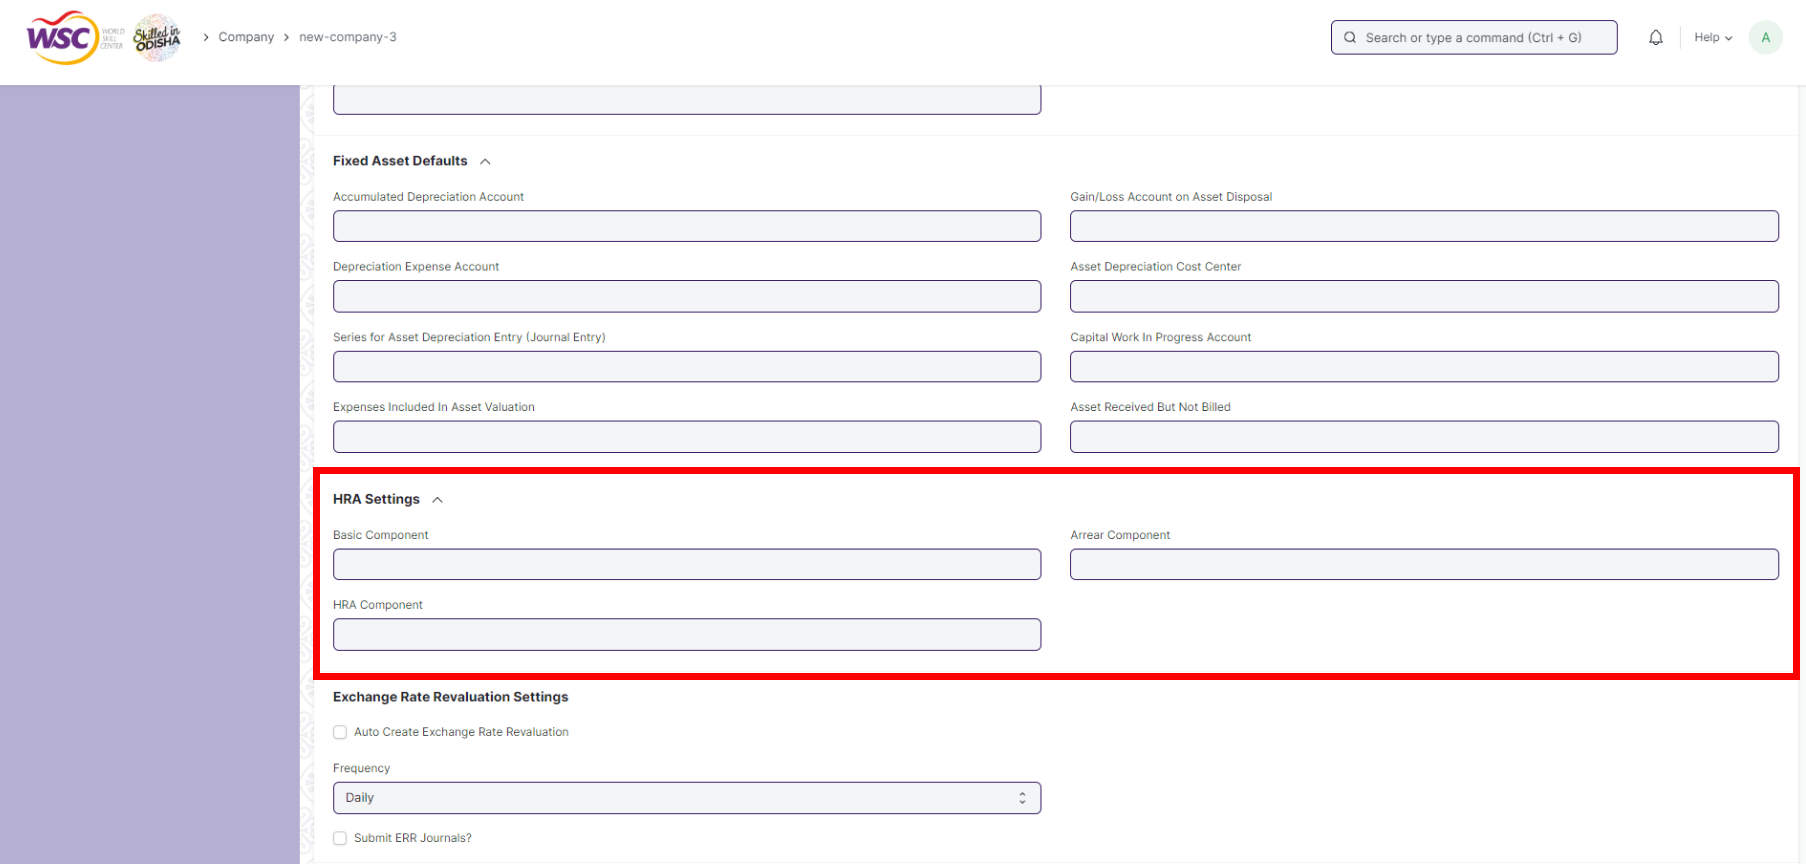 WSC WORLD SKILL CENTER Skilled in ODISHA > Company > new-company-3 Search or type a command (Ctrl + G) Help A
Fixed Asset Defaults
Accumulated Depreciation Account
Gain/Loss Account on Asset Disposal
Depreciation Expense Account
Asset Depreciation Cost Center
Series for Asset Depreciation Entry (Journal Entry)
Capital Work In Progress Account
Expenses Included In Asset Valuation
Asset Received But Not Billed
HRA Settings
Basic Component
Arrear Component
HRA Component
Exchange Rate Revaluation Settings
Auto Create Exchange Rate Revaluation
Frequency
Daily
Submit ERR Journals?